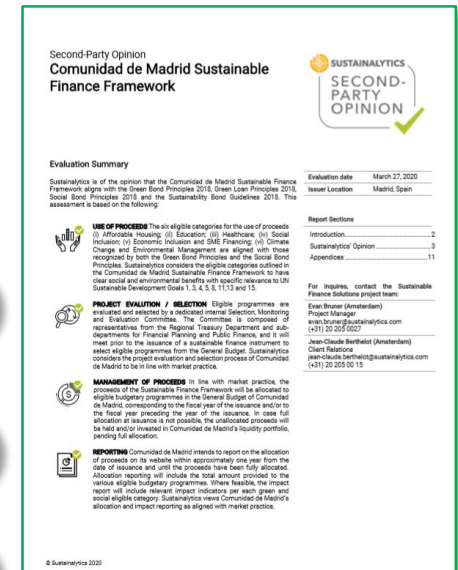 Second-Party Opinion
Comunidad de Madrid Sustainable
Finance Framework
SUSTAINALYTICS
SECOND-
PARTY
OPINION
Evaluation Summary
Sustainalytics is of the opinion that the Comunidad de Madrid Sustainable Finance
Framework aligns with the Green Bond Principles 2018, Green Loan Principles 2018,
Social Bond Principles 2018 and the Sustainability Bond Guidelines 2018. This
assessment is based on the following:
USE OF PROCEEDS The six eligible categories for the use of proceeds
(i) Affordable Housing; (ii) Education; (iii) Healthcare; (iv) Social
Inclusion; (v) Economic Inclusion and SME Financing; (vi) Climate
Change and Environmental Management are aligned with those
recognized by both the Green Bond Principles and the Social Bond
Principles. Sustainalytics considers the eligible categories outlined in
the Comunidad de Madrid Sustainable Finance Framework to have
clear social and environmental benefits with specific relevance to UN
Sustainable Development Goals 1, 3, 4, 5, 8, 11,13 and 15.
PROJECT EVALUTION / SELECTION Eligible programmes are
evaluated and selected by a dedicated internal Selection, Monitoring
and Evaluation Committee. The Committee is composed of
representatives from the Regional Treasury Department and sub-
departments for Financial Planning and Public Finance, and it will
meet prior to the issuance of a sustainable finance instrument to
select eligible programmes from the General Budget. Sustainalytics
considers the project evaluation and selection process of Comunidad
de Madrid to be in line with market practice.
MANAGEMENT OF PROCEEDS In line with market practice, the
proceeds of the Sustainable Finance Framework will be allocated to
eligible budgetary programmes in the General Budget of Comunidad
de Madrid, corresponding to the fiscal year of the issuance and/or to
the fiscal year preceding the year of the issuance. In case full
allocation at issuance is not possible, the unallocated proceeds will
be held and/or invested in Comunidad de Madrid's liquidity portfolio,
pending full allocation.
REPORTING Comunidad de Madrid intends to report on the allocation
of proceeds on its website within approximately one year from the
date of issuance and until the proceeds have been fully allocated.
Allocation reporting will include the total amount provided to the
various eligible budgetary programmes. Where feasible, the impact
report will include relevant impact indicators per each green and
social eligible category. Sustainalytics views Comunidad de Madrid's
allocation and impact reporting as aligned with market practice.
Evaluation date March 27, 2020
Issuer Location Madrid, Spain
Report Sections
Introduction 2
Sustainalytics' Opinion 3
Appendices 11
For inquires, contact the Sustainable
Finance Solutions project team:
Evan Bruner (Amsterdam)
Project Manager
evan.bruner@sustainalytics.com
(+31) 20 205 0027
Jean-Claude Berthelot (Amsterdam)
Client Relations
jean-claude.berthelot@sustainalytics.com
(+31) 20 205 00 15
© Sustainalytics 2020